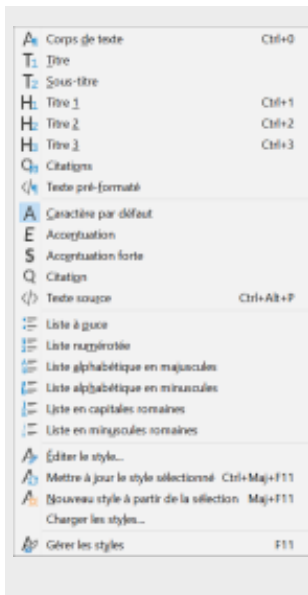 Corps de texte Ctrl+0
Titre
Sous-titre
Titre 1 Ctrl+1
Titre 2 Ctrl+2
Titre 3 Ctrl+3
Citations
Texte pré-formaté
Caractère par défaut
Accentuation
Accentuation forte
Citation
Texte source Ctrl+Alt+P
Liste à puce
Liste numérotée
Liste alphabétique en majuscules
Liste alphabétique en minuscules
Liste en capitales romaines
Liste en minuscules romaines
Éditer le style...
Mettre à jour le style sélectionné Ctrl+Maj+F11
Nouveau style à partir de la sélection Maj+F11
Charger les styles...
Gérer les styles F11